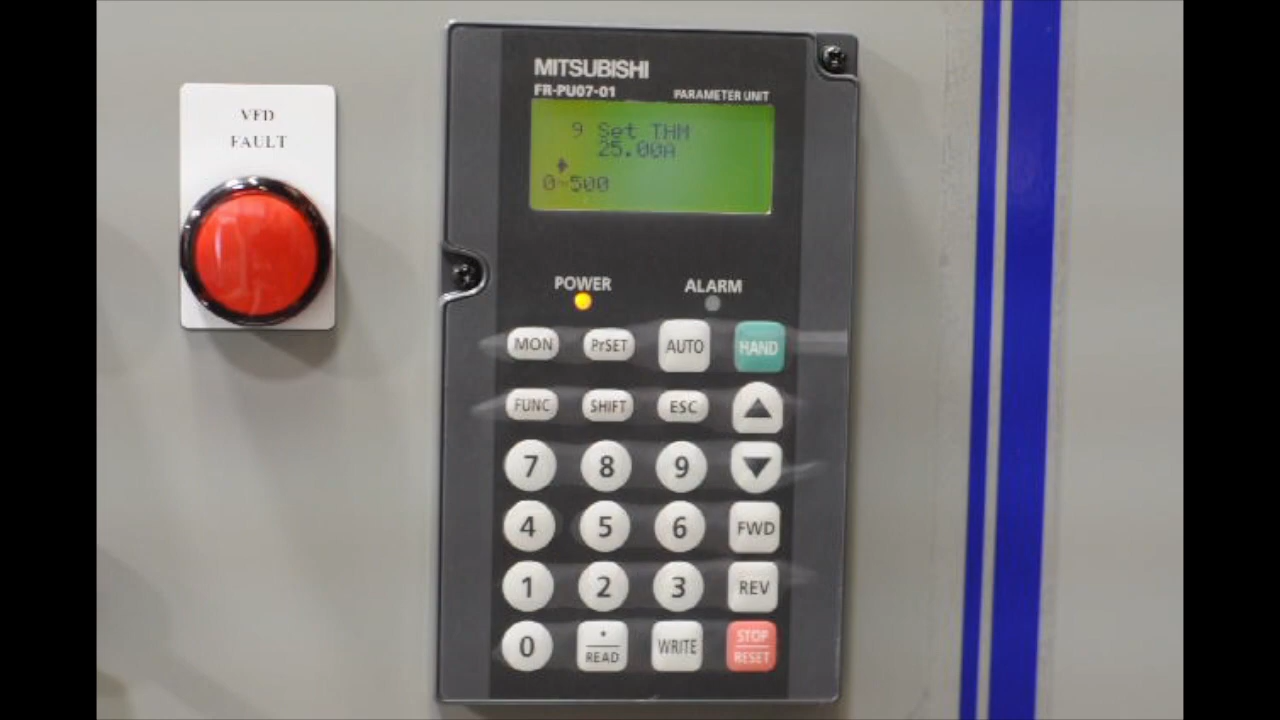 VFD
FAULT
MITSUBISHI
FR-PU07-01 PARAMETER UNIT
9 Set THM
25.00A
0~500
POWER ALARM
MON PrSET AUTO HAND
FUNC SHIFT ESC
7 8 9
4 5 6 FWD
1 2 3 REV
0 • READ WRITE STOP RESET